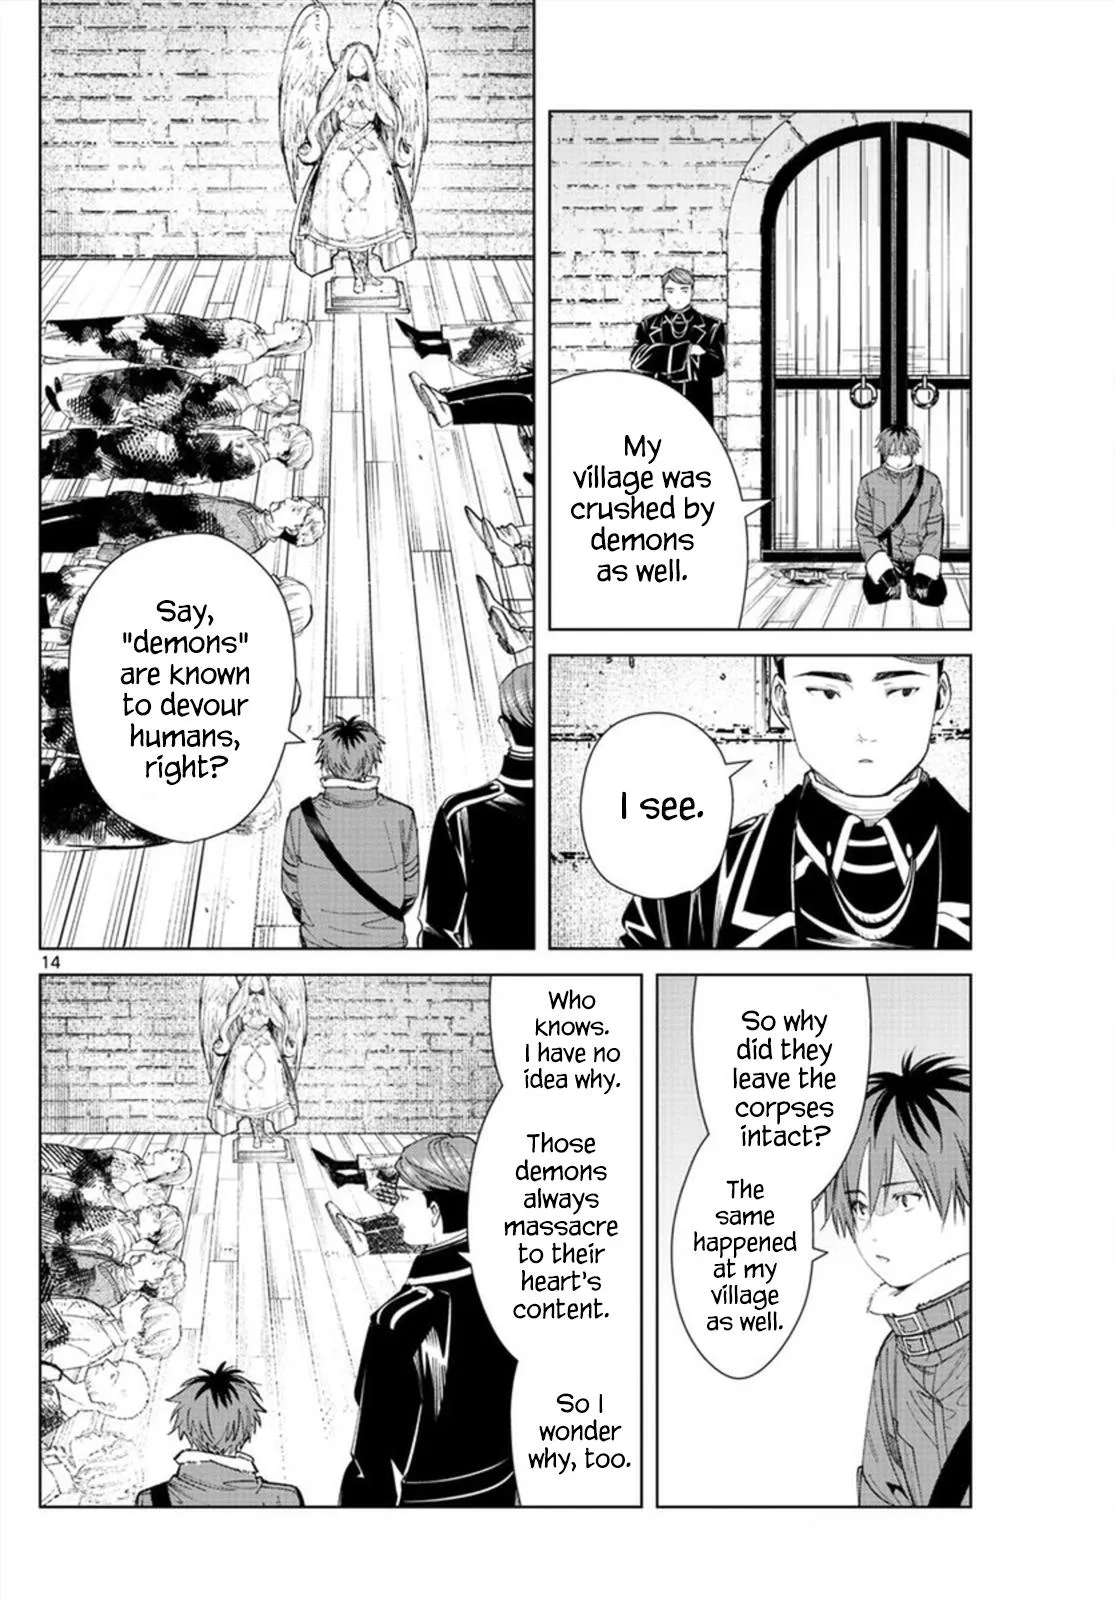 My
village was
crushed by
demons
as well.
I see.
Say,
"demons"
are known
to devour
humans,
right?
14
So why
did they
leave the
corpses
intact?
The
same
happened
at my
village
as well.
Who
knows.
I have no
idea why.
Those
demons
always
massacre
to their
heart's
content.
So I
wonder
why, too.